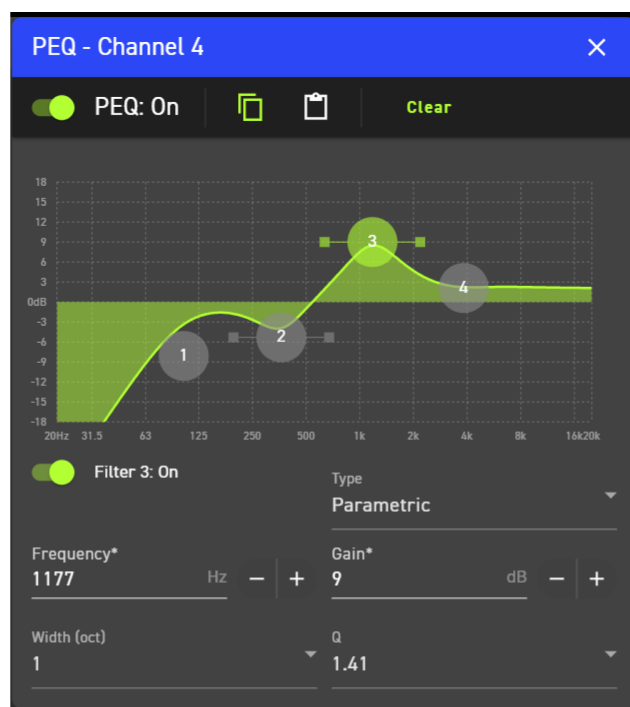 PEQ - Channel 4
PEQ: On
Clear
18
15
12
9
6
3
0dB
-3
-6
-9
-12
-15
-18
1
2
3
4
20Hz 31.5 63 125 250 500 1k 2k 4k 8k 16k20k
Filter 3: On
Type
Parametric
Frequency*
1177 Hz − +
Gain*
9 dB − +
Width (oct)
1
Q
1.41